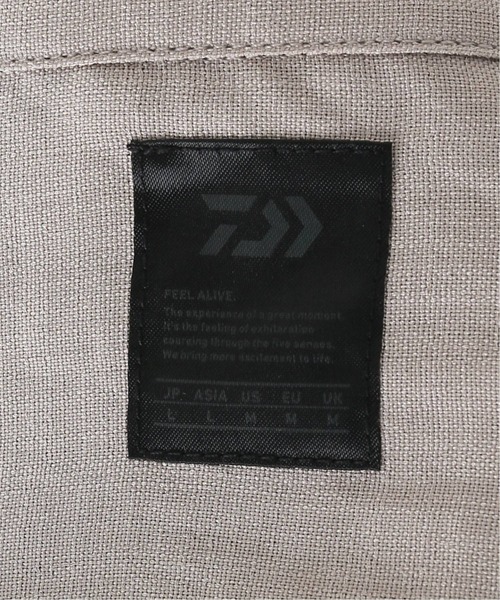 FEEL ALIVE.
The experience of a great moment.
It's the feeling of exhilaration
coursing through the five senses.
We bring more excitement to life.
JP· ASIA US EU UK
L L M M M